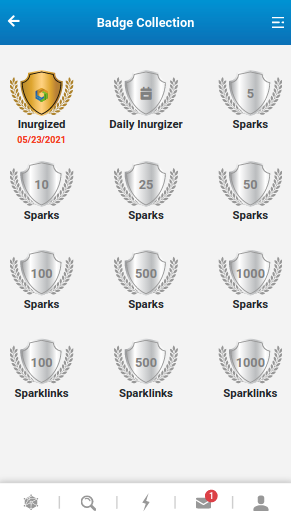 Badge Collection
5
Inurgized Daily Inurgizer Sparks
05/23/2021
10 25 50
Sparks Sparks Sparks
100 500 1000
Sparks Sparks Sparks
100 500 1000
Sparklinks Sparklinks Sparklinks
1